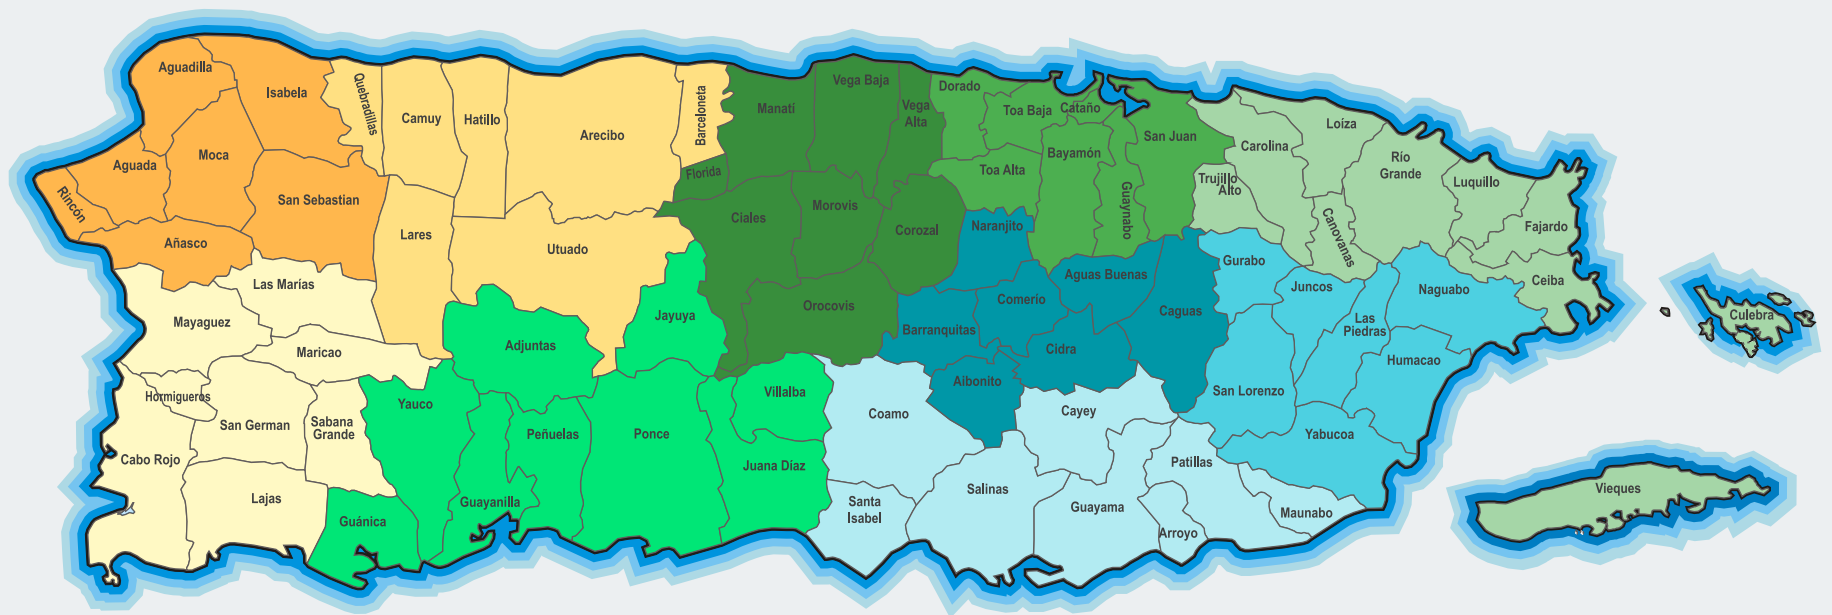 Aguadilla
Isabela
Quebradillas
Camuy
Hatillo
Arecibo
Barceloneta
Manatí
Vega Baja
Vega
Alta
Dorado
Toa Baja
Cataño
San Juan
Loíza
Carolina
Río
Grande
Luquillo
Fajardo
Ceiba
Aguada
Moca
Rincón
San Sebastian
Añasco
Lares
Utuado
Florida
Ciales
Morovis
Corozal
Toa Alta
Bayamón
Guaynabo
Trujillo
Alto
Canovanas
Naranjito
Aguas Buenas
Gurabo
Juncos
Las
Piedras
Naguabo
Culebra
Las Marías
Mayaguez
Maricao
Adjuntas
Jayuya
Orocovis
Barranquitas
Comerio
Cidra
Caguas
Humacao
San Lorenzo
Hormigueros
San German
Sabana
Grande
Yauco
Peñuelas
Ponce
Villalba
Coamo
Aibonito
Cayey
Yabucoa
Cabo Rojo
Lajas
Guánica
Guayanilla
Juana Díaz
Santa
Isabel
Salinas
Guayama
Patillas
Arroyo
Maunabo
Vieques